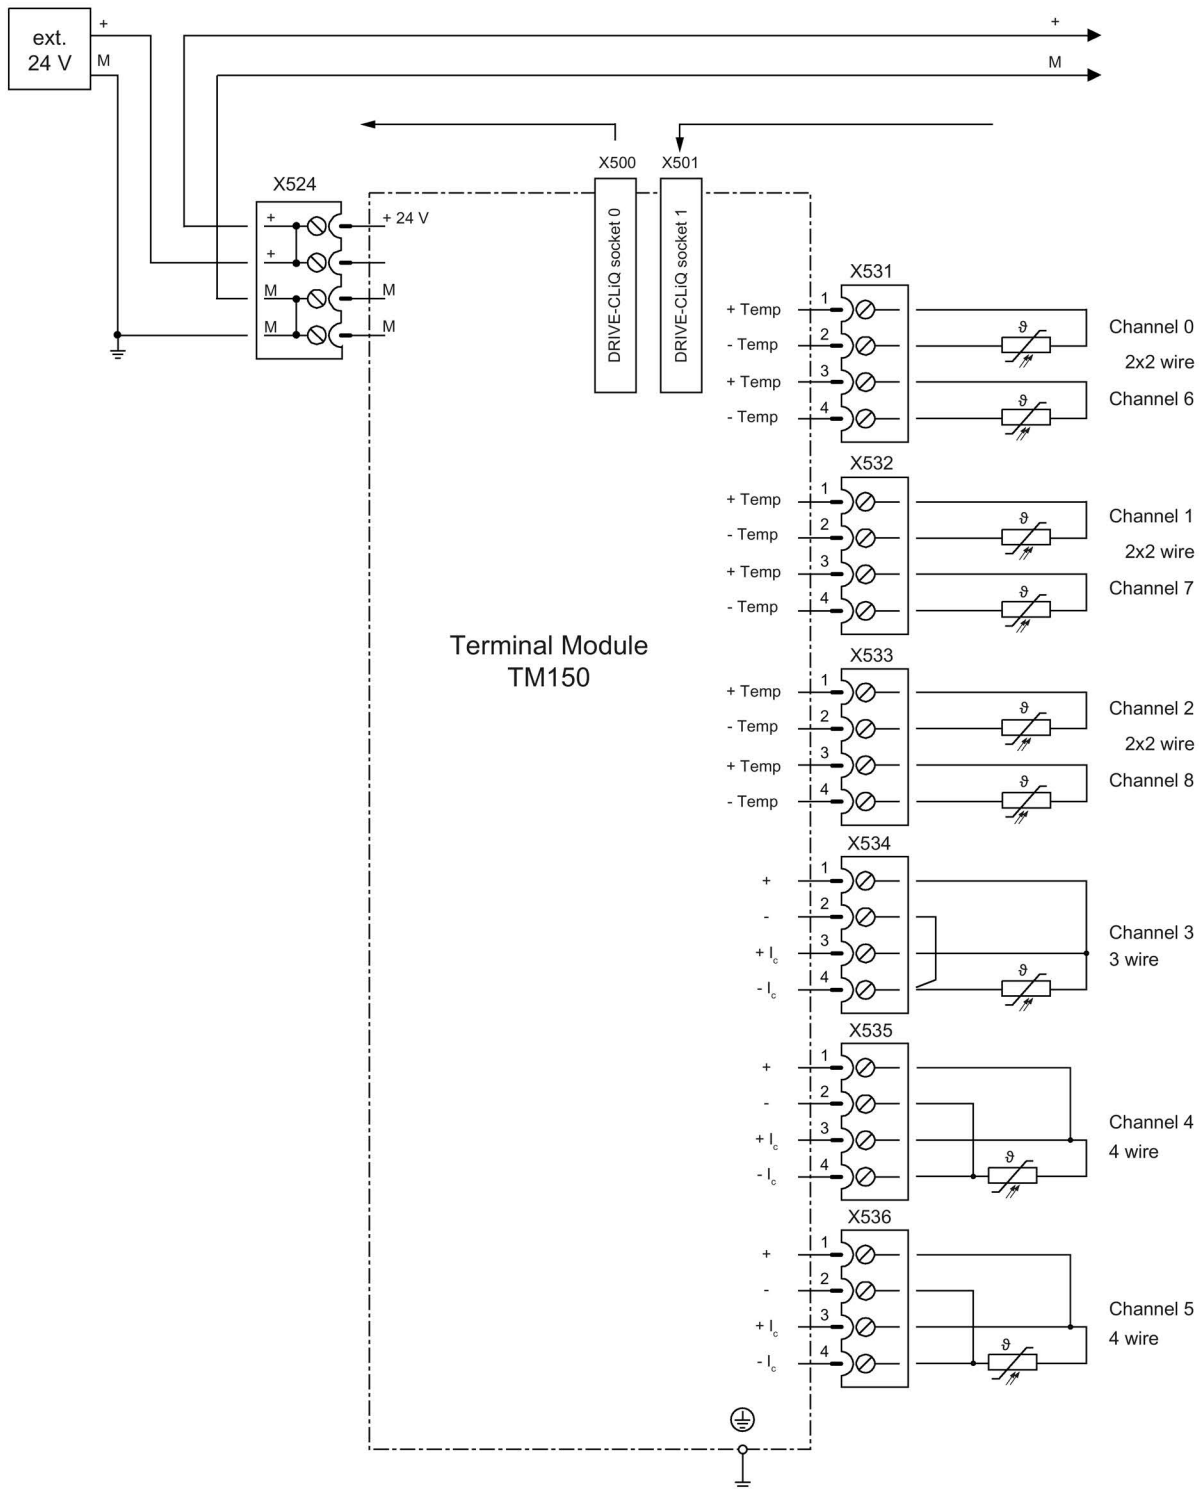 ext.
24 V
+
M
+
M
X500
X501
X524
DRIVE-CLiQ socket 0
DRIVE-CLiQ socket 1
+
+ 24 V
+
M
M
M
M
X531
+ Temp 1
Channel 0
- Temp 2
2x2 wire
+ Temp 3
Channel 6
- Temp 4
ϑ
ϑ
X532
+ Temp 1
Channel 1
- Temp 2
2x2 wire
+ Temp 3
Channel 7
- Temp 4
ϑ
ϑ
Terminal Module
TM150
X533
+ Temp 1
Channel 2
- Temp 2
2x2 wire
+ Temp 3
Channel 8
- Temp 4
ϑ
ϑ
X534
+ 1
- 2
Channel 3
+ Ic 3
3 wire
- Ic 4
ϑ
X535
+ 1
- 2
Channel 4
+ Ic 3
4 wire
- Ic 4
ϑ
X536
+ 1
- 2
Channel 5
+ Ic 3
4 wire
- Ic 4
ϑ